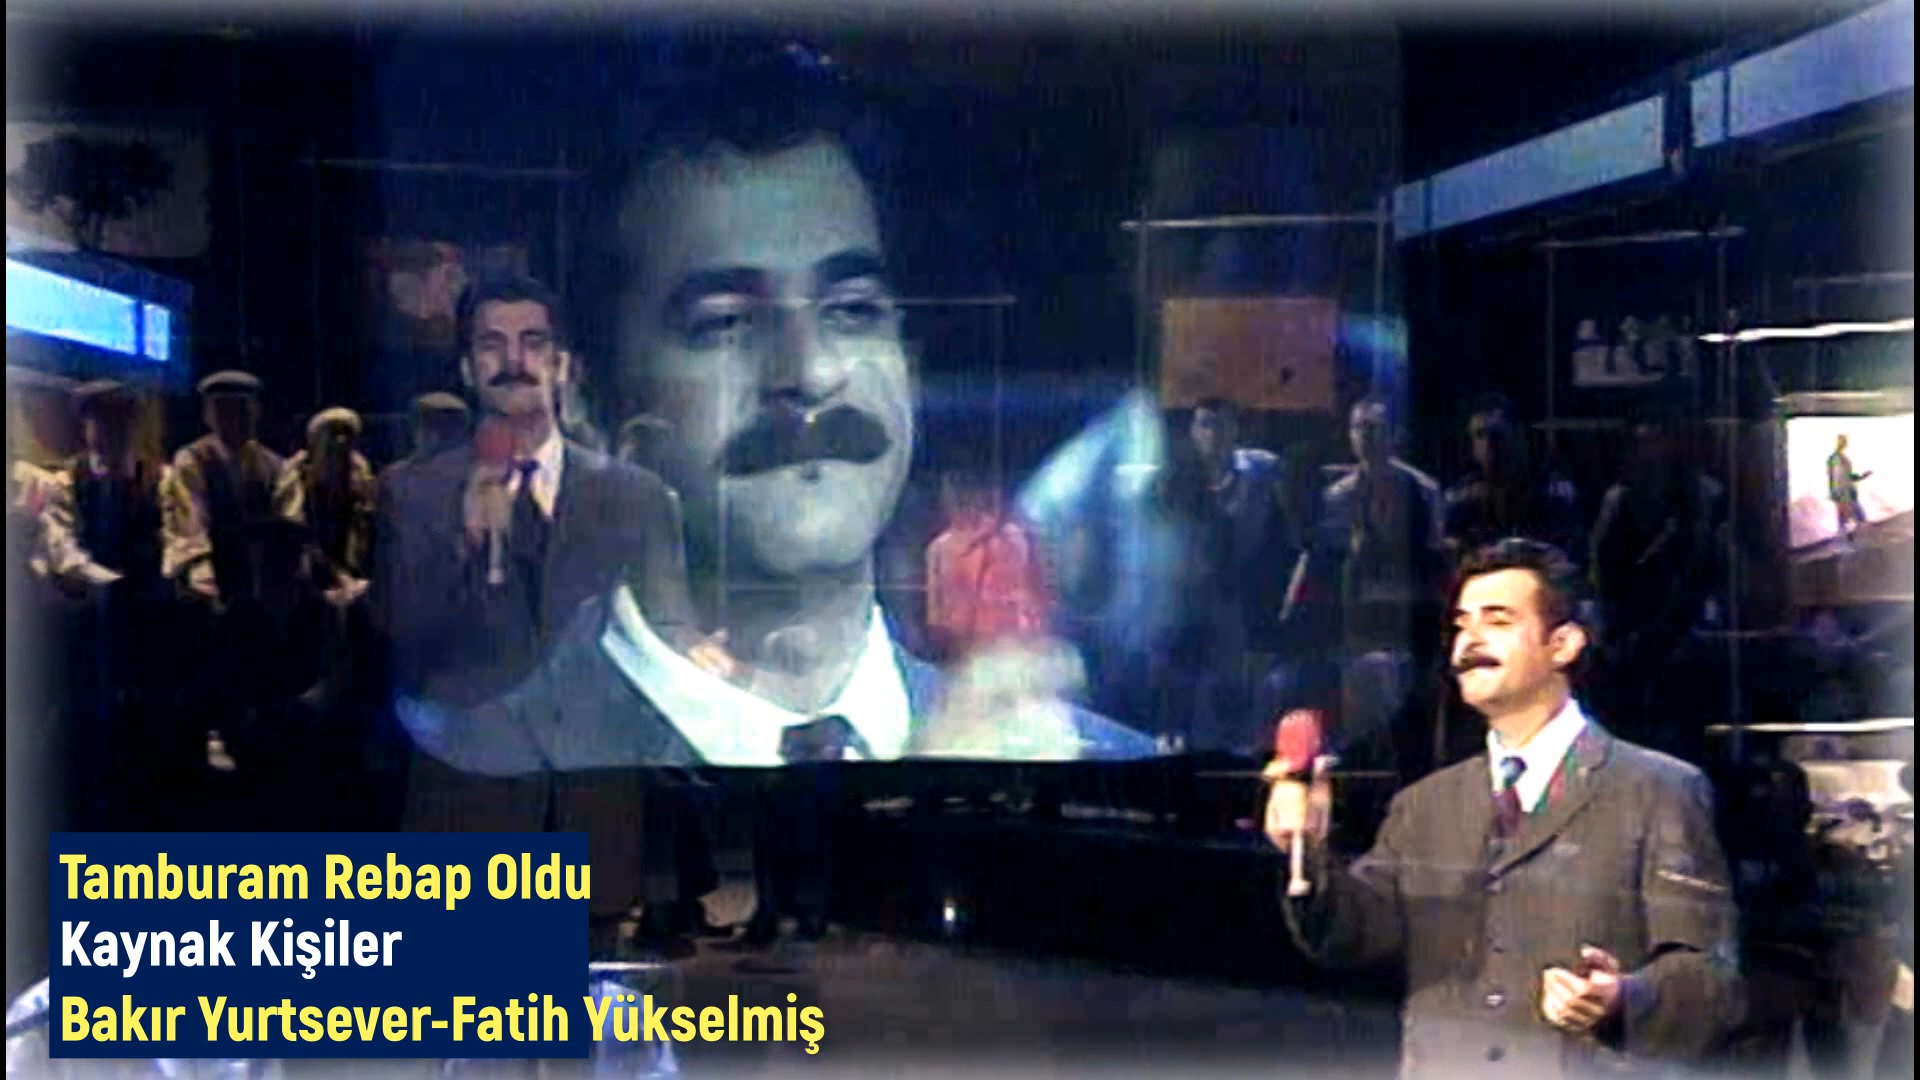 Tamburam Rebap Oldu
Kaynak Kişiler
Bakır Yurtsever-Fatih Yükselmiş